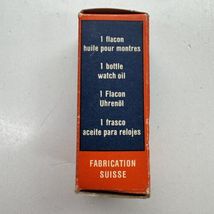 1 flacon
huile pour montres
1 bottle
watch oil
1 Flacon
Uhrenöl
1 frasco
aceite para relojes
FABRICATION
SUISSE